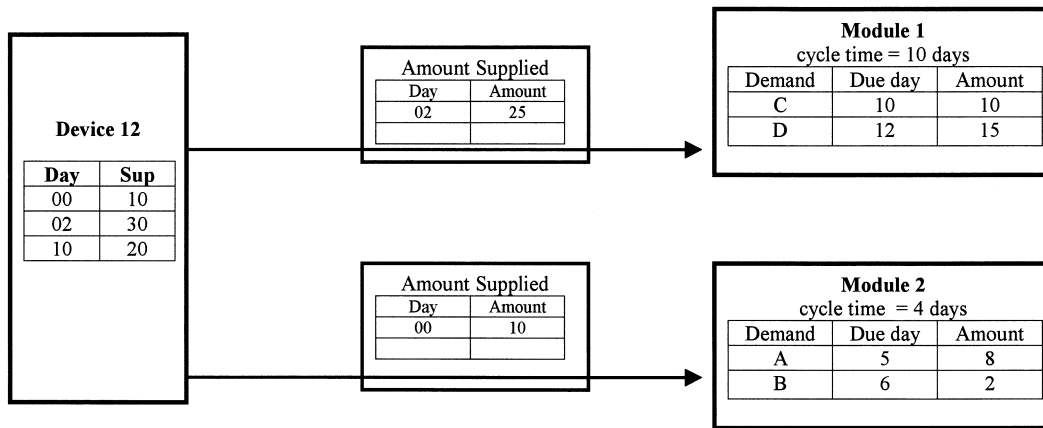 Device 12
Day Sup
00 10
02 30
10 20
Amount Supplied
Day Amount
02 25
Module 1
cycle time = 10 days
Demand Due day Amount
C 10 10
D 12 15
Amount Supplied
Day Amount
00 10
Module 2
cycle time = 4 days
Demand Due day Amount
A 5 8
B 6 2